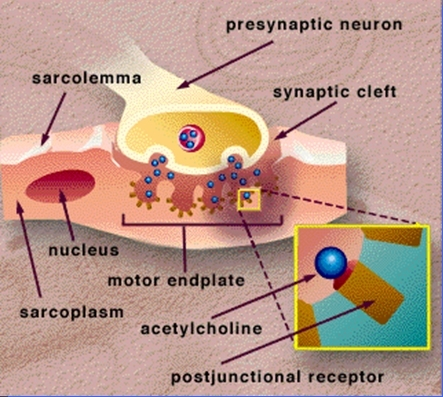 presynaptic neuron
sarcolemma
synaptic cleft
nucleus
motor endplate
sarcoplasm
acetylcholine
postjunctional receptor